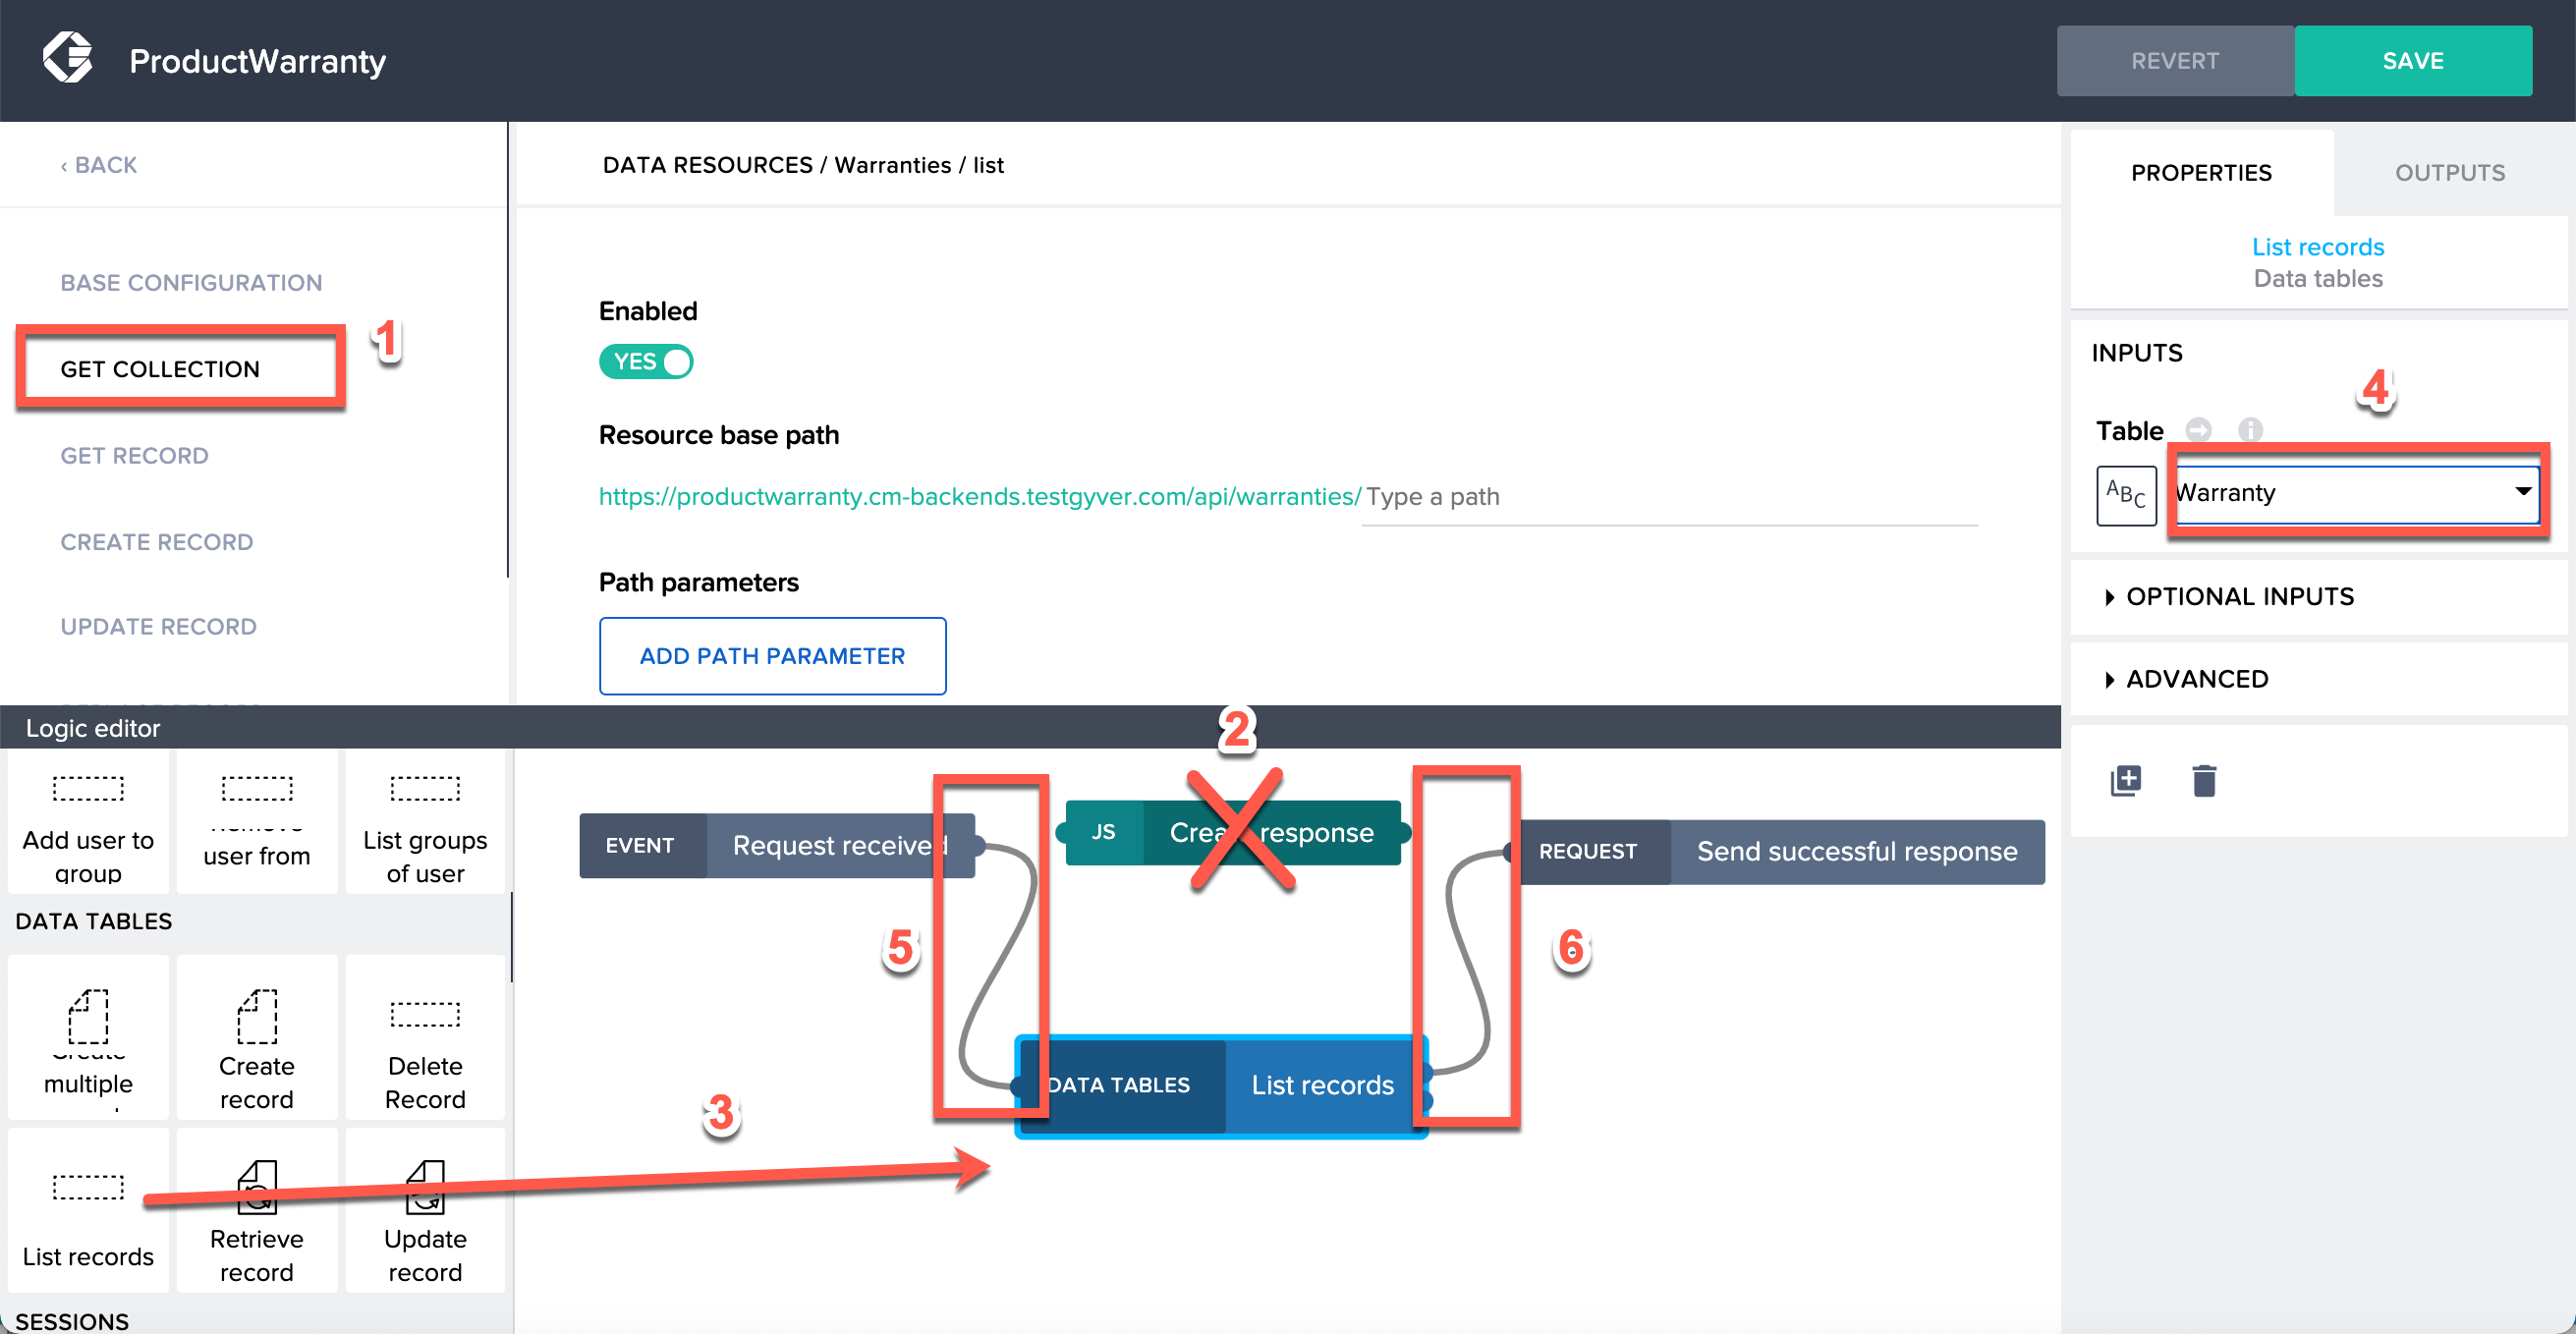 ProductWarranty
REVERT
SAVE
‹ BACK
BASE CONFIGURATION
GET COLLECTION
1
GET RECORD
CREATE RECORD
UPDATE RECORD
DATA RESOURCES / Warranties / list
Enabled
YES
Resource base path
https://productwarranty.cm-backends.testgyver.com/api/warranties/ Type a path
Path parameters
ADD PATH PARAMETER
PROPERTIES
OUTPUTS
List records
Data tables
INPUTS
4
Table
ABC
Warranty
OPTIONAL INPUTS
ADVANCED
Logic editor
Add user to
group
user from
List groups
of user
DATA TABLES
multiple
Create
record
Delete
Record
List records
Retrieve
record
Update
record
SESSIONS
2
EVENT Request received
JS Create response
REQUEST Send successful response
5
6
3
DATA TABLES List records